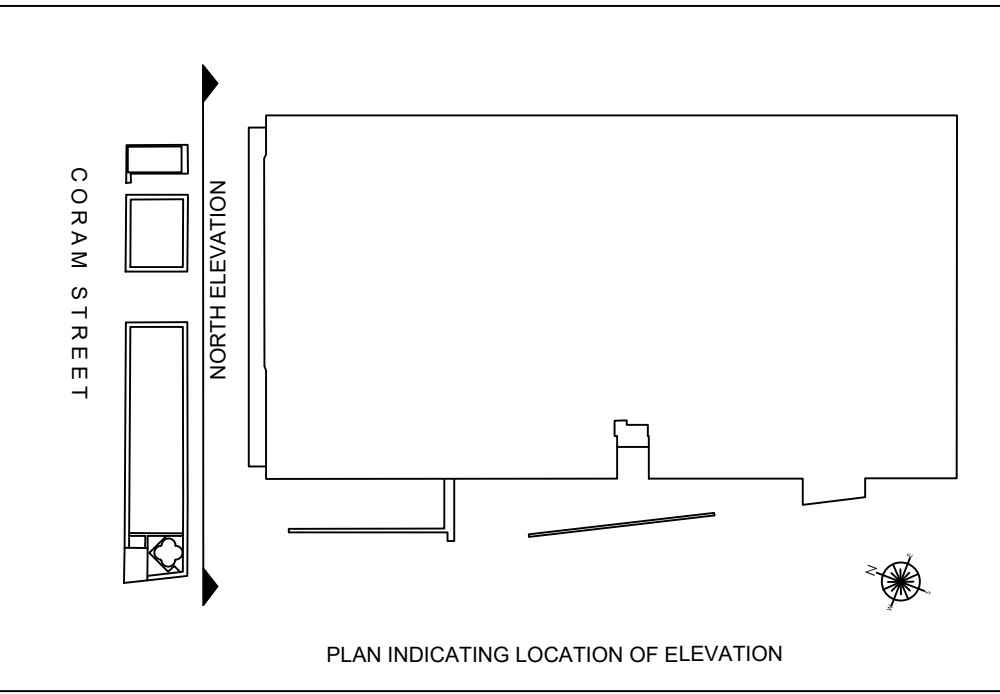 CORAM STREET
NORTH ELEVATION
N
E
S
W
PLAN INDICATING LOCATION OF ELEVATION